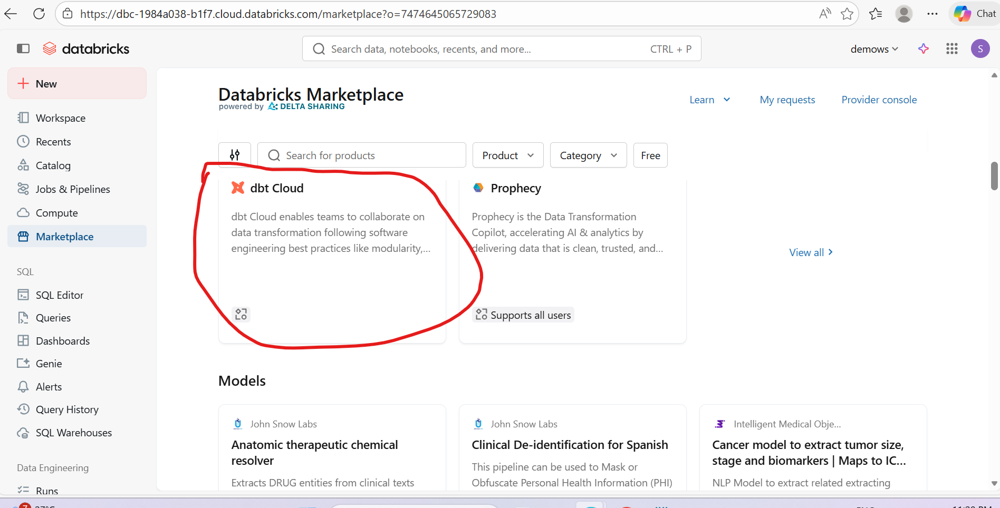 https://dbc-1984a038-b1f7.cloud.databricks.com/marketplace?o=7474645065729083
Chat
databricks
Search data, notebooks, recents, and more...
CTRL + P
demows
S
New
Workspace
Recents
Catalog
Jobs & Pipelines
Compute
Marketplace
SQL
SQL Editor
Queries
Dashboards
Genie
Alerts
Query History
SQL Warehouses
Data Engineering
Runs
Databricks Marketplace
powered by DELTA SHARING
Learn
My requests
Provider console
Search for products
Product
Category
Free
dbt Cloud
dbt Cloud enables teams to collaborate on
data transformation following software
engineering best practices like modularity,...
Prophecy
Prophecy is the Data Transformation
Copilot, accelerating AI & analytics by
delivering data that is clean, trusted, and...
Supports all users
View all
Models
John Snow Labs
Anatomic therapeutic chemical
resolver
Extracts DRUG entities from clinical texts
John Snow Labs
Clinical De-identification for Spanish
This pipeline can be used to Mask or
Obfuscate Personal Health Information (PHI)
Intelligent Medical Obje...
Cancer model to extract tumor size,
stage and biomarkers | Maps to IC...
NLP Model to extract related extracting